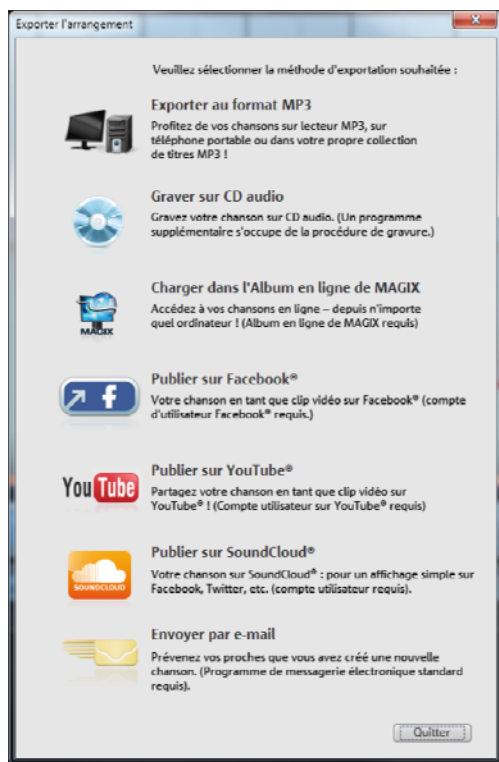 Exporter l'arrangement
Veuillez sélectionner la méthode d'exportation souhaitée :
Exporter au format MP3
Profitez de vos chansons sur lecteur MP3, sur
téléphone portable ou dans votre propre collection
de titres MP3 !
Graver sur CD audio
Gravez votre chanson sur CD audio. (Un programme
supplémentaire s'occupe de la procédure de gravure.)
Charger dans l'Album en ligne de MAGIX
Accédez à vos chansons en ligne – depuis n'importe
quel ordinateur ! (Album en ligne de MAGIX requis)
MAGIX
Publier sur Facebook®
Votre chanson en tant que clip vidéo sur Facebook® (compte
d'utilisateur Facebook® requis.)
f
Publier sur YouTube®
You Tube
Partagez votre chanson en tant que clip vidéo sur
YouTube® ! (Compte utilisateur sur YouTube® requis)
Publier sur SoundCloud®
Votre chanson sur SoundCloud® : pour un affichage simple sur
Facebook, Twitter, etc. (compte utilisateur requis).
SOUNDCLOUD
Envoyer par e-mail
Prévenez vos proches que vous avez créé une nouvelle
chanson. (Programme de messagerie électronique standard
requis).
Quitter